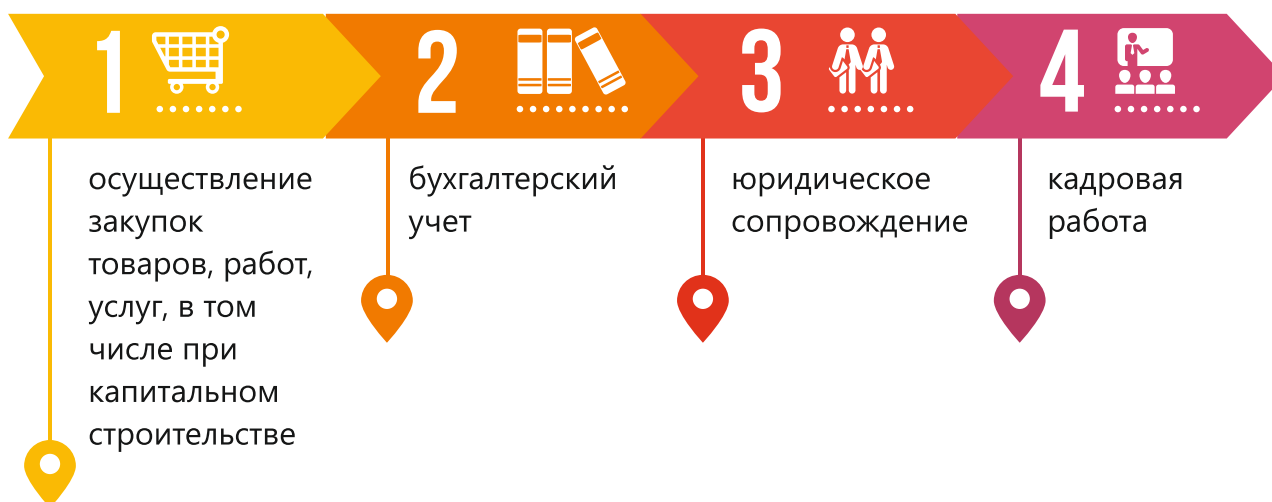 1
осуществление
закупок
товаров, работ,
услуг, в том
числе при
капитальном
строительстве
2
бухгалтерский
учет
3
юридическое
сопровождение
4
кадровая
работа